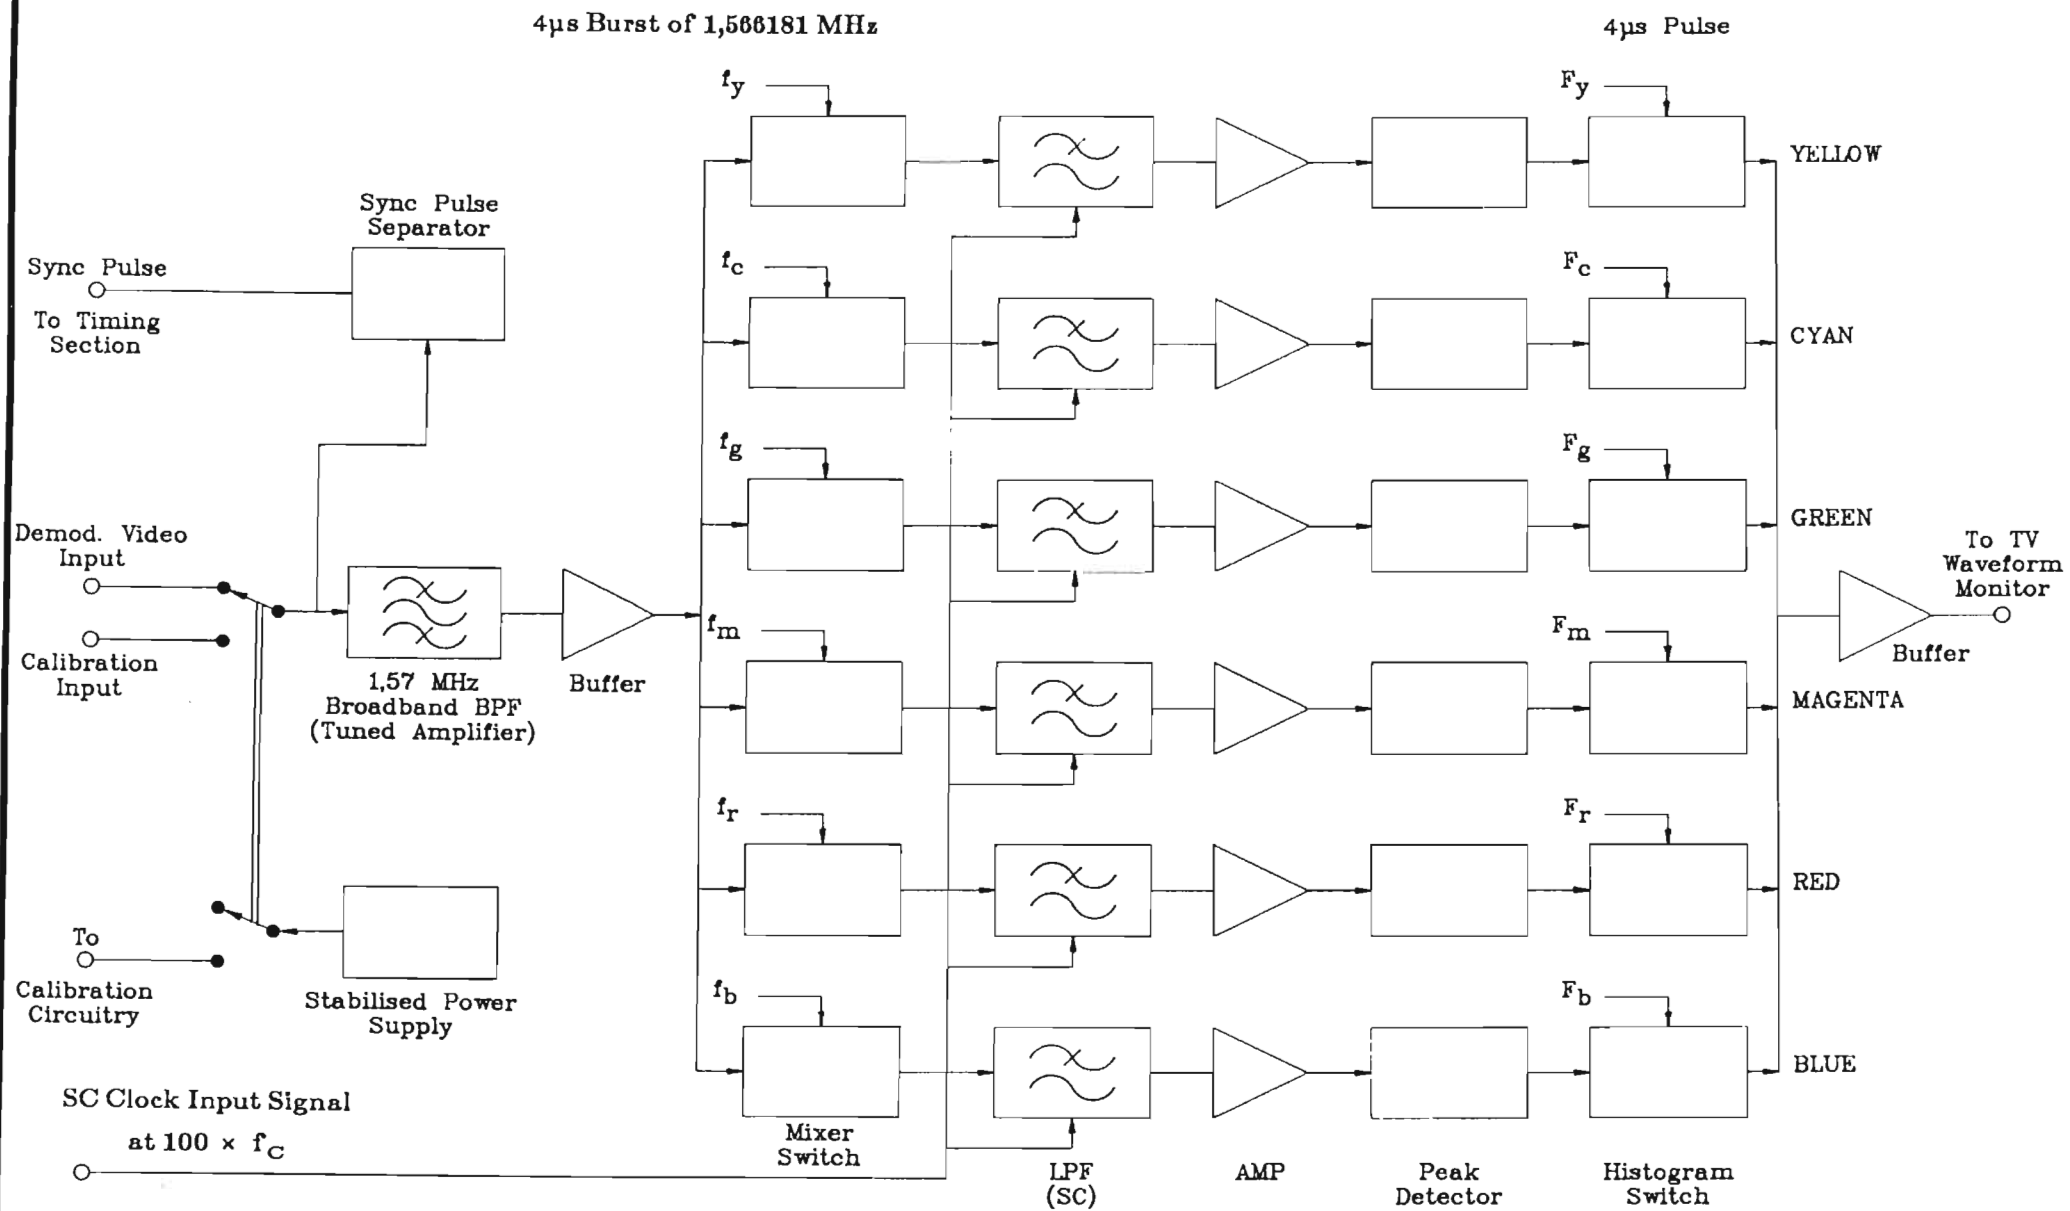 4µs Burst of 1,566181 MHz
4µs Pulse
fy
Fy
YELLOW
Sync Pulse
Separator
Sync Pulse
To Timing
Section
fc
Fc
CYAN
fg
Fg
GREEN
Demod. Video
Input
Calibration
Input
1,57 MHz
Broadband BPF
(Tuned Amplifier)
Buffer
fm
Fm
MAGENTA
To TV
Waveform
Monitor
Buffer
fr
Fr
RED
To
Calibration
Circuitry
Stabilised Power
Supply
fb
Fb
BLUE
SC Clock Input Signal
at 100 × fC
Mixer
Switch
LPF
(SC)
AMP
Peak
Detector
Histogram
Switch